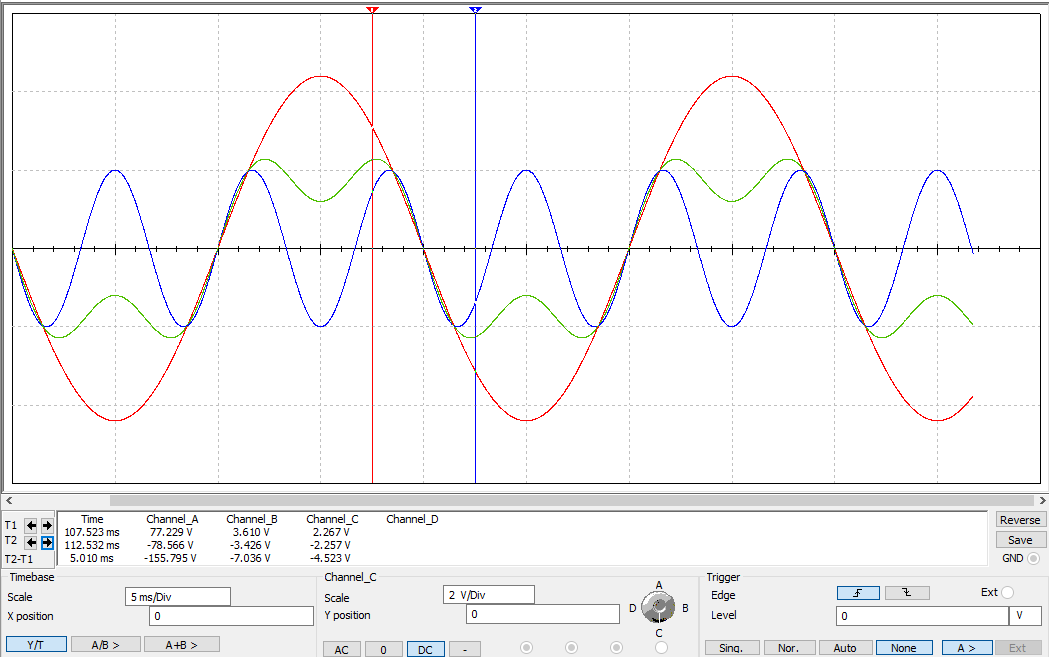 1 2
T1
T2
T2-T1
Time Channel_A Channel_B Channel_C Channel_D
107.523 ms 77.229 V 3.610 V 2.267 V
112.532 ms -78.566 V -3.426 V -2.257 V
5.010 ms -155.795 V -7.036 V -4.523 V
Reverse
Save
GND
Timebase
Scale 5 ms/Div
X position 0
Y/T A/B > A+B >
Channel_C
Scale 2 V/Div
Y position 0
AC 0 DC -
A
D B
C
Trigger
Edge Ext
Level 0 V
Sing. Nor. Auto None A > Ext